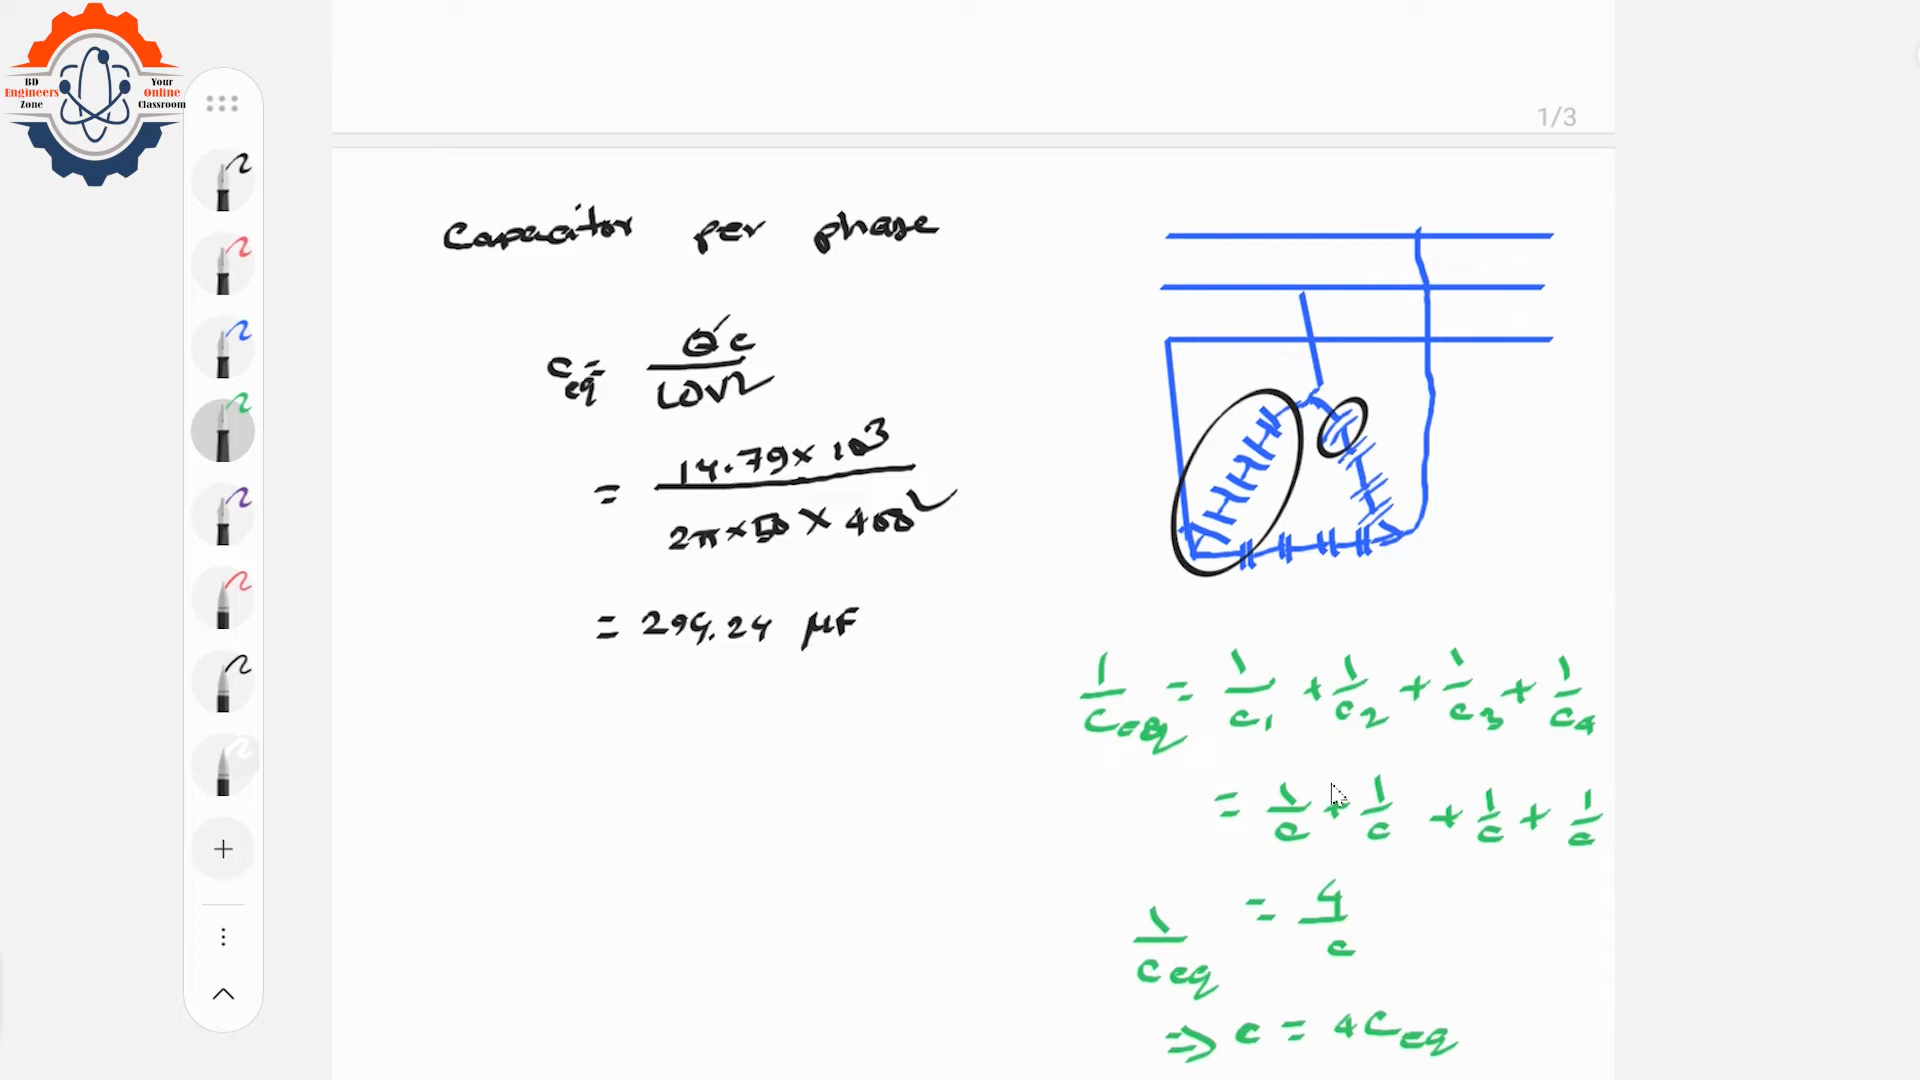 BD Your
Engineers Online
Zone Classroom
1/3
Capacitor per phase
Ceq = Qc / ωV²
= 14.79 × 10³ / 2π × 50 × 400²
= 294.24 μF
1/Ceq = 1/C1 + 1/C2 + 1/C3 + 1/C4
= 1/C + 1/C + 1/C + 1/C
1/Ceq = 4/C
⇒ C = 4Ceq